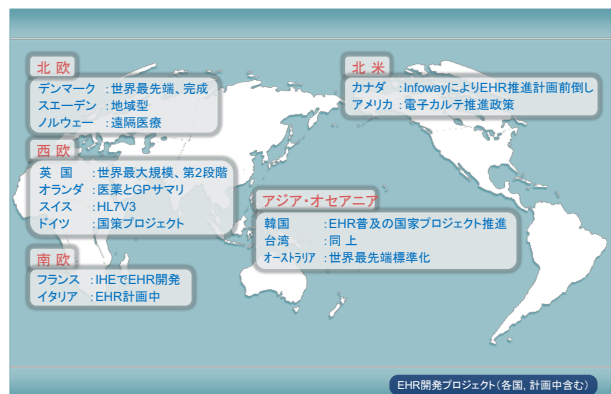 北 欧
デンマーク :世界最先端、完成
スエーデン :地域型
ノルウェー :遠隔医療
西 欧
英 国 :世界最大規模、第2段階
オランダ :医薬とGPサマリ
スイス :HL7V3
ドイツ :国策プロジェクト
南 欧
フランス :IHEでEHR開発
イタリア :EHR計画中
北 米
カナダ :InfowayによりEHR推進計画前倒し
アメリカ :電子カルテ推進政策
アジア・オセアニア
韓国 :EHR普及の国家プロジェクト推進
台湾 :同 上
オーストラリア :世界最先端標準化
EHR開発プロジェクト(各国, 計画中含む)